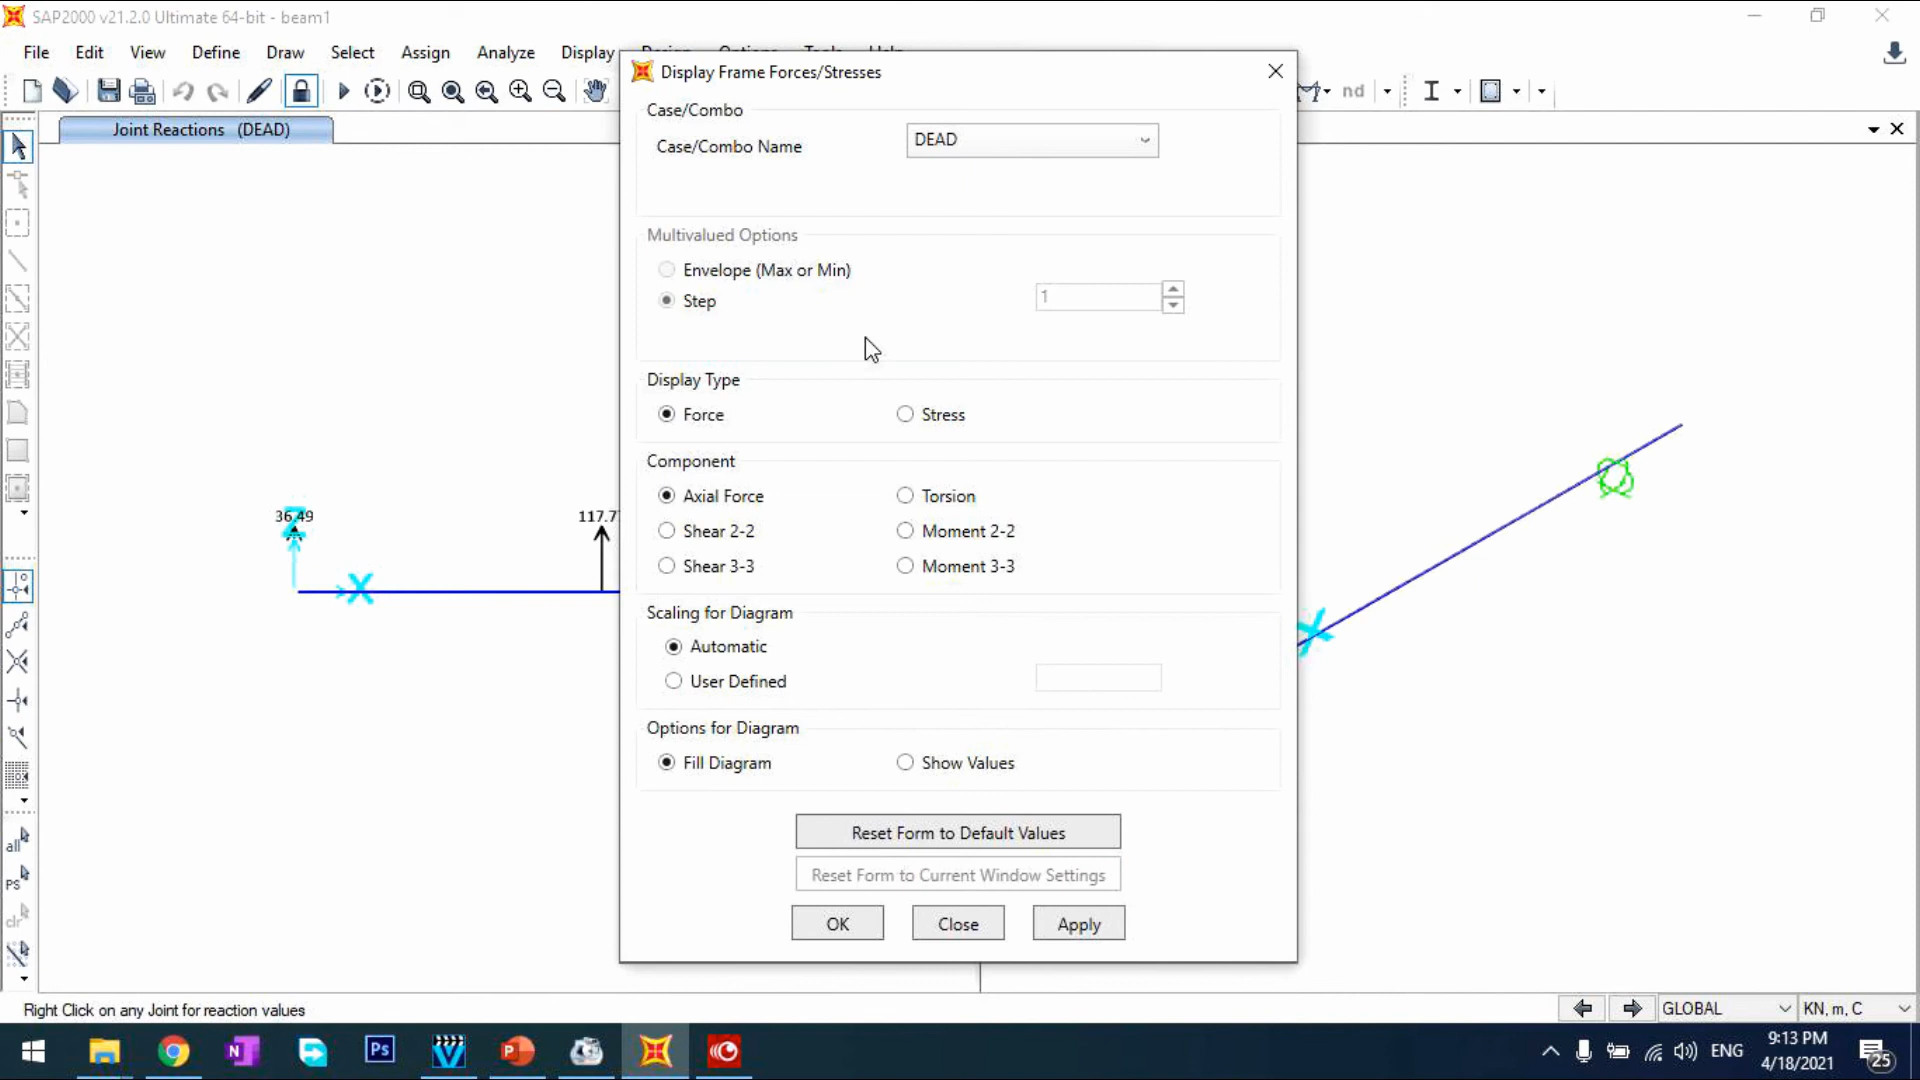 SAP2000 v21.2.0 Ultimate 64-bit - beam1
File Edit View Define Draw Select Assign Analyze Display
Display Frame Forces/Stresses
nd
Joint Reactions (DEAD)
Case/Combo
Case/Combo Name DEAD
Multivalued Options
Envelope (Max or Min)
Step 1
Display Type
Force Stress
Component
Axial Force Torsion
Shear 2-2 Moment 2-2
Shear 3-3 Moment 3-3
Scaling for Diagram
Automatic
User Defined
Options for Diagram
Fill Diagram Show Values
Reset Form to Default Values
Reset Form to Current Window Settings
OK Close Apply
36.49
Z
117.7
X
all
PS
clr
Right Click on any Joint for reaction values
GLOBAL KN, m, C
N Ps P
ENG
9:13 PM
4/18/2021
25